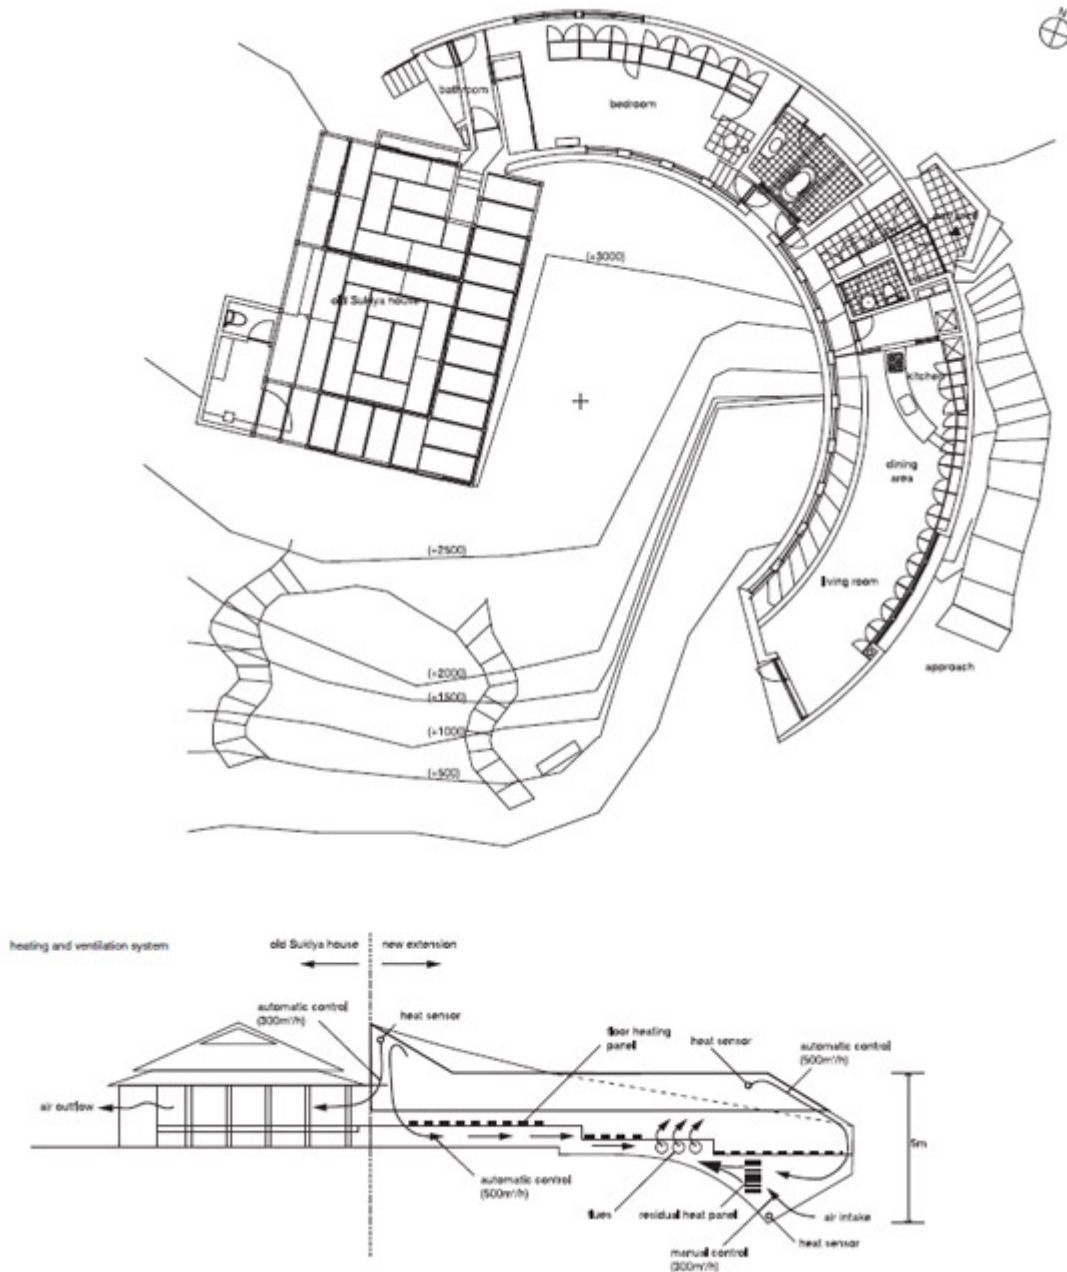 N
bathroom
bedroom
entrance
(+3000)
old Sukiya house
kitchen
dining
area
(+2500)
living room
approach
(+2000)
(+1500)
(+1000)
(+500)
heating and ventilation system
old Sukiya house
new extension
automatic control
(300m³/h)
heat sensor
floor heating
panel
heat sensor
automatic control
(500m³/h)
air outflow
5m
automatic control
(500m³/h)
flues
residual heat panel
air intake
manual control
(300m³/h)
heat sensor